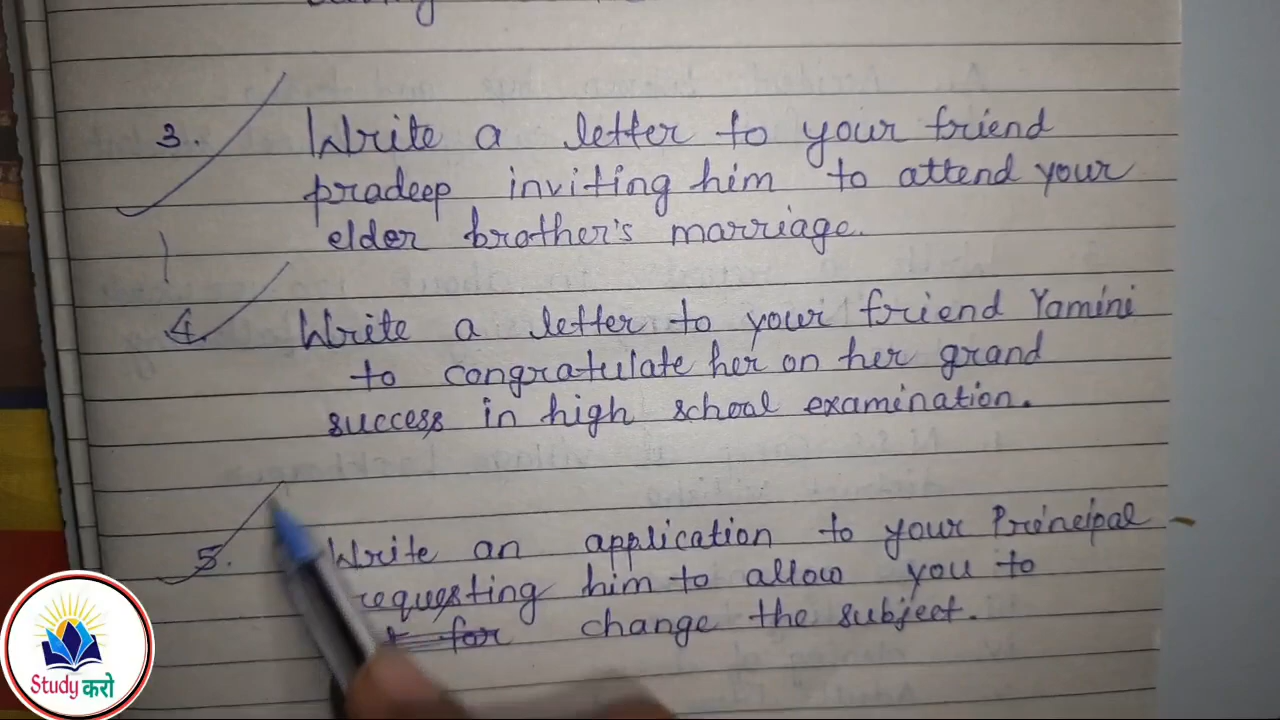 3. Write a letter to your friend
pradeep inviting him to attend your
elder brother's marriage.
4. Write a letter to your friend Yamini
to congratulate her on her grand
success in high school examination.
5. Write an application to your Principal
requesting him to allow you to
for change the subject.
Study करो